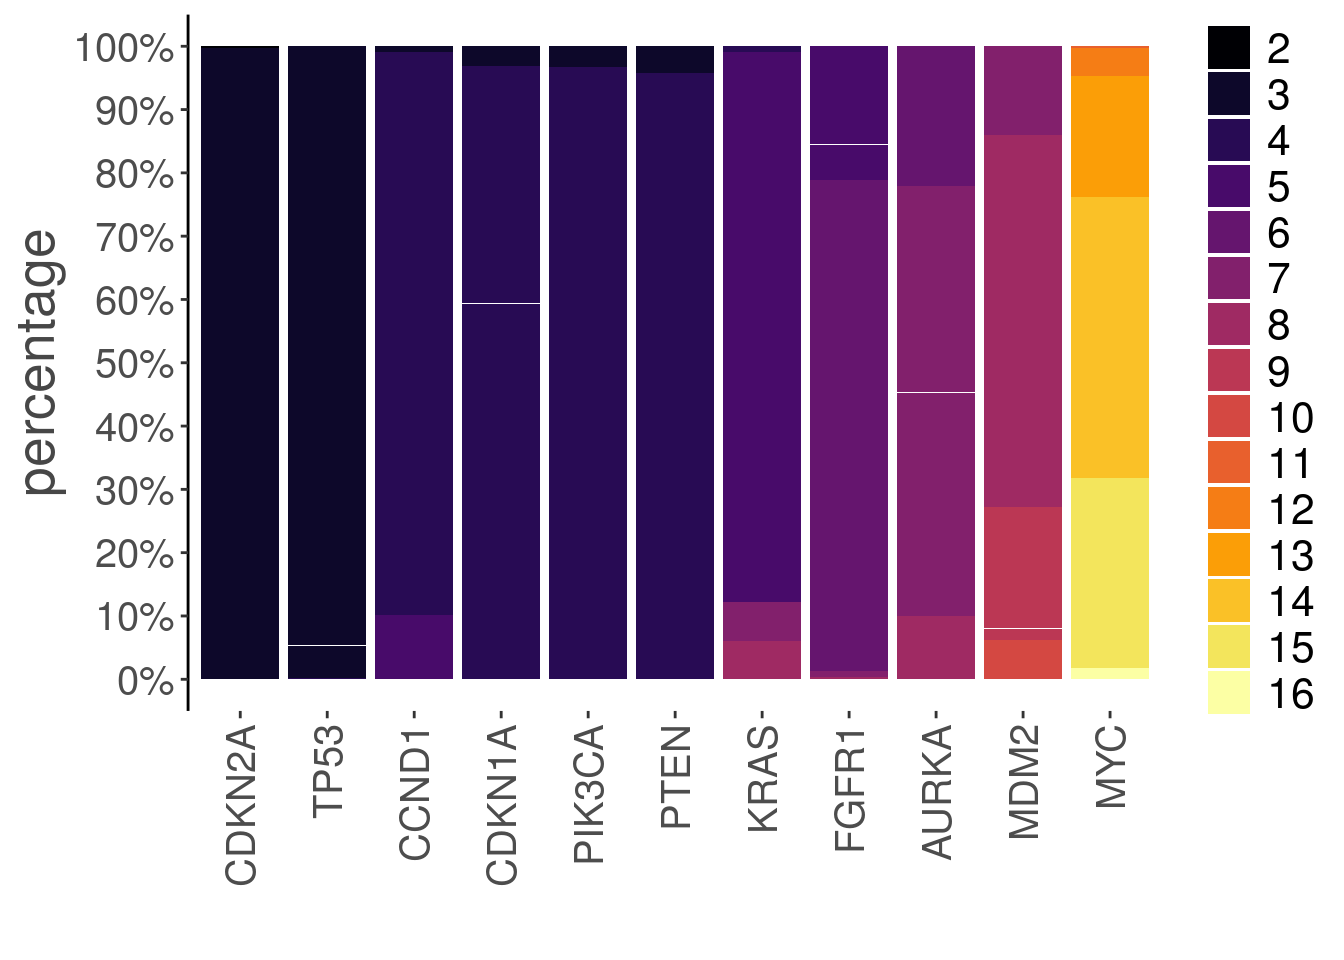 percentage
100%
90%
80%
70%
60%
50%
40%
30%
20%
10%
0%
CDKN2A
TP53
CCND1
CDKN1A
PIK3CA
PTEN
KRAS
FGFR1
AURKA
MDM2
MYC
2
3
4
5
6
7
8
9
10
11
12
13
14
15
16